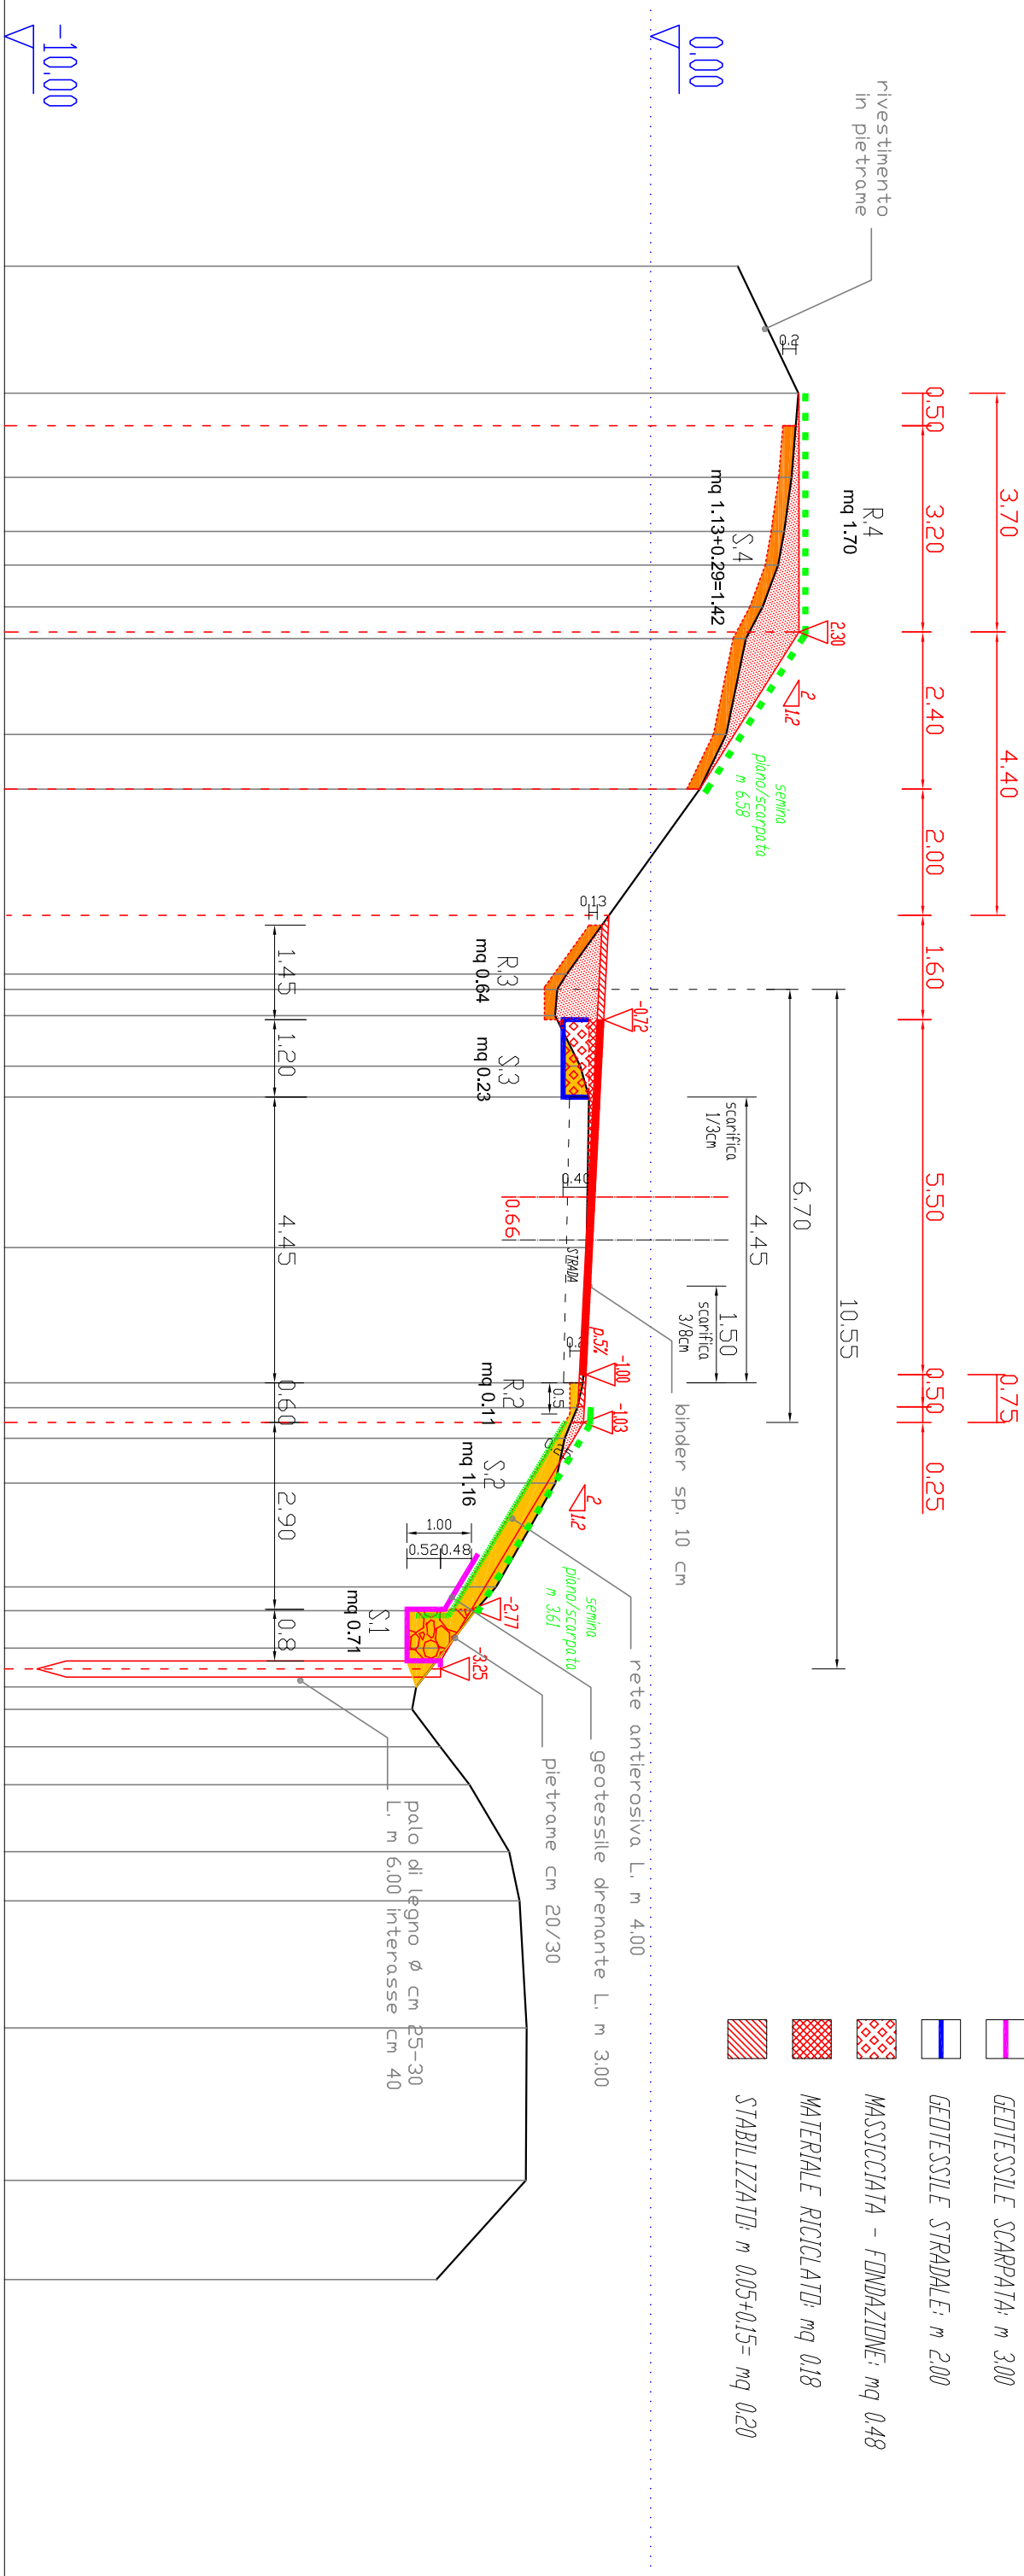 0,00
-10,00
rivestimento
in pietrame
0.2
3,70
4,40
0,50
3,20
2,40
2,00
1,60
5,50
0,50
0,75
0,25
R,4
mq 1.70
S,4
mq 1.13+0.29=1.42
2.30
2
1.2
semina
piano/scarpata
m 6.58
0.13
R,3
mq 0.64
S,3
mq 0.23
-0.72
10,55
6,70
4,45
1,50
scarifica
1/3cm
scarifica
3/8cm
0.40
0.66
STRADA
p.5%
-1.00
-1.03
binder sp. 10 cm
0.5
R,2
mq 0.11
S,2
mq 1.16
2
1.2
semina
piano/scarpata
m 3.61
1.00
0.52
0.48
-2.77
-3.25
S,1
mq 0.71
1,45
1,20
4,45
0,60
2,90
0,8
rete antierosiva L. m 4.00
geotessile drenante L. m 3.00
pietrame cm 20/30
palo di legno ø cm 25-30
L. m 6.00 interasse cm 40
GEOTESSILE SCARPATA: m 3.00
GEOTESSILE STRADALE: m 2.00
MASSICCIATA - FONDAZIONE: mq 0.48
MATERIALE RICICLATO: mq 0.18
STABILIZZATO: m 0.05+0.15= mq 0.20